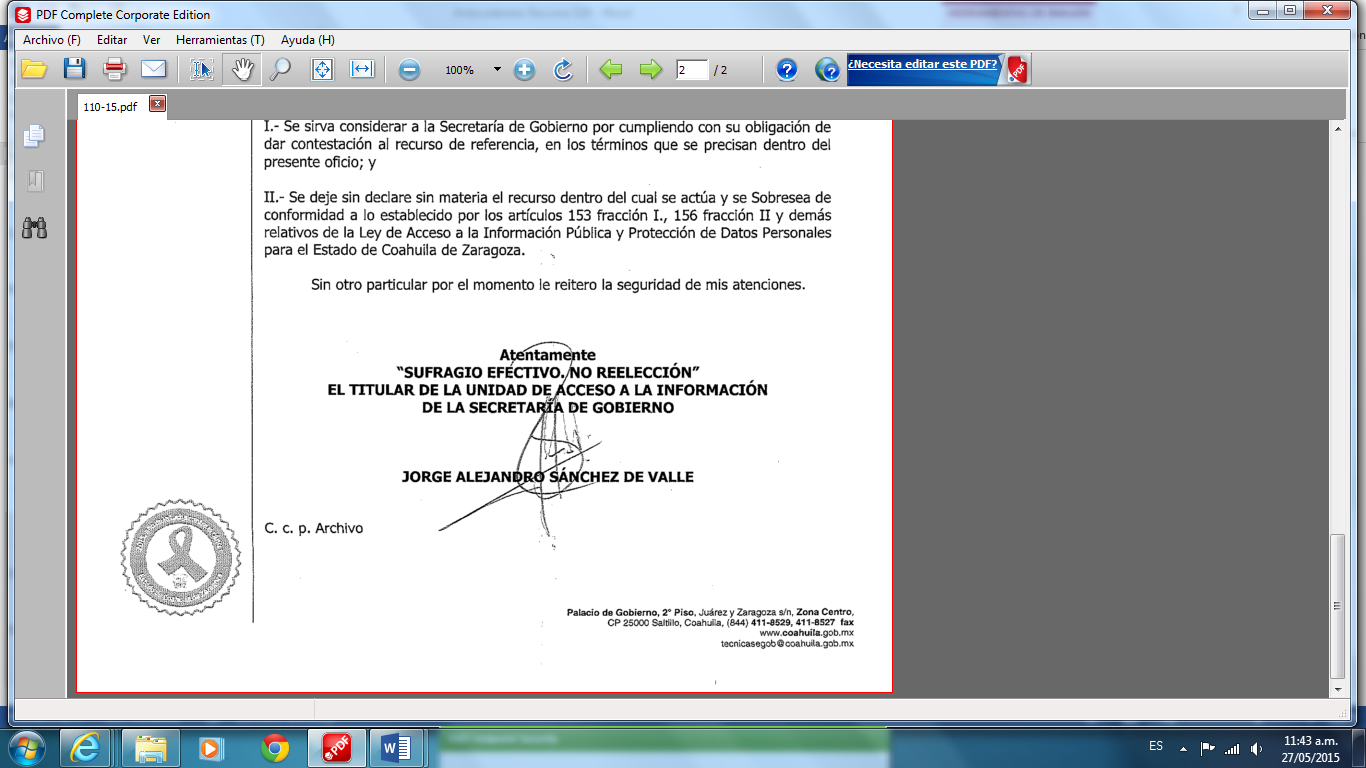 PDF Complete Corporate Edition
Archivo (F) Editar Ver Herramientas (T) Ayuda (H)
100% 2 / 2 ¿Necesita editar este PDF?
110-15.pdf
I.- Se sirva considerar a la Secretaría de Gobierno por cumpliendo con su obligación de
dar contestación al recurso de referencia, en los términos que se precisan dentro del
presente oficio; y
II.- Se deje sin declare sin materia el recurso dentro del cual se actúa y se Sobresea de
conformidad a lo establecido por los artículos 153 fracción I., 156 fracción II y demás
relativos de la Ley de Acceso a la Información Pública y Protección de Datos Personales
para el Estado de Coahuila de Zaragoza.
Sin otro particular por el momento le reitero la seguridad de mis atenciones.
Atentamente
"SUFRAGIO EFECTIVO. NO REELECCIÓN"
EL TITULAR DE LA UNIDAD DE ACCESO A LA INFORMACIÓN
DE LA SECRETARÍA DE GOBIERNO
JORGE ALEJANDRO SÁNCHEZ DE VALLE
C. c. p. Archivo
Palacio de Gobierno, 2° Piso, Juárez y Zaragoza s/n, Zona Centro,
CP 25000 Saltillo, Coahuila, (844) 411-8529, 411-8527 fax
www.coahuila.gob.mx
tecnicasegob@coahuila.gob.mx
ES
11:43 a.m.
27/05/2015